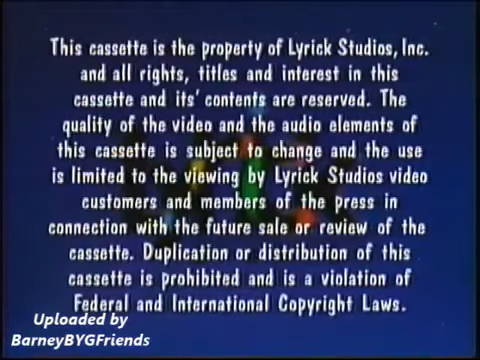 This cassette is the property of Lyrick Studios, Inc.
and all rights, titles and interest in this
cassette and its' contents are reserved. The
quality of the video and the audio elements of
this cassette is subject to change and the use
is limited to the viewing by Lyrick Studios video
customers and members of the press in
connection with the future sale or review of the
cassette. Duplication or distribution of this
cassette is prohibited and is a violation of
Federal and International Copyright Laws.
Uploaded by
BarneyBYGFriends